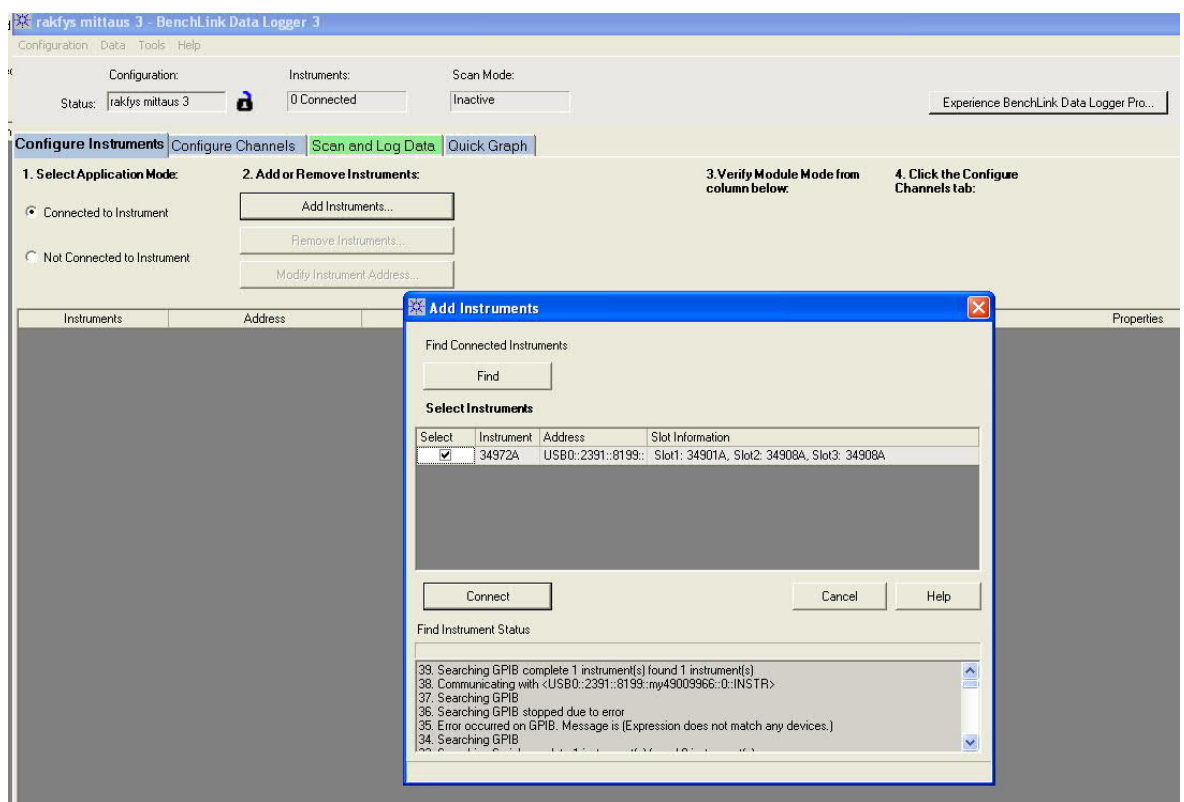 rakfys mittaus 3 - BenchLink Data Logger 3
Configuration Data Tools Help
Configuration: Instruments: Scan Mode:
Status: rakfys mittaus 3 0 Connected Inactive Experience BenchLink Data Logger Pro...
Configure Instruments Configure Channels Scan and Log Data Quick Graph
1. Select Application Mode: 2. Add or Remove Instruments: 3.Verify Module Mode from column below: 4. Click the Configure Channels tab:
Connected to Instrument Add Instruments...
Remove Instruments...
Not Connected to Instrument
Modify Instrument Address...
Instruments Address Properties
Add Instruments
Find Connected Instruments
Find
Select Instruments
Select Instrument Address Slot Information
34972A USB0::2391::8199:: Slot1: 34901A, Slot2: 34908A, Slot3: 34908A
Connect Cancel Help
Find Instrument Status
39. Searching GPIB complete 1 instrument(s) found 1 instrument(s)
38. Communicating with <USB0::2391::8199::my49009966::0::INSTR>
37. Searching GPIB
36. Searching GPIB stopped due to error
35. Error occurred on GPIB. Message is (Expression does not match any devices.)
34. Searching GPIB